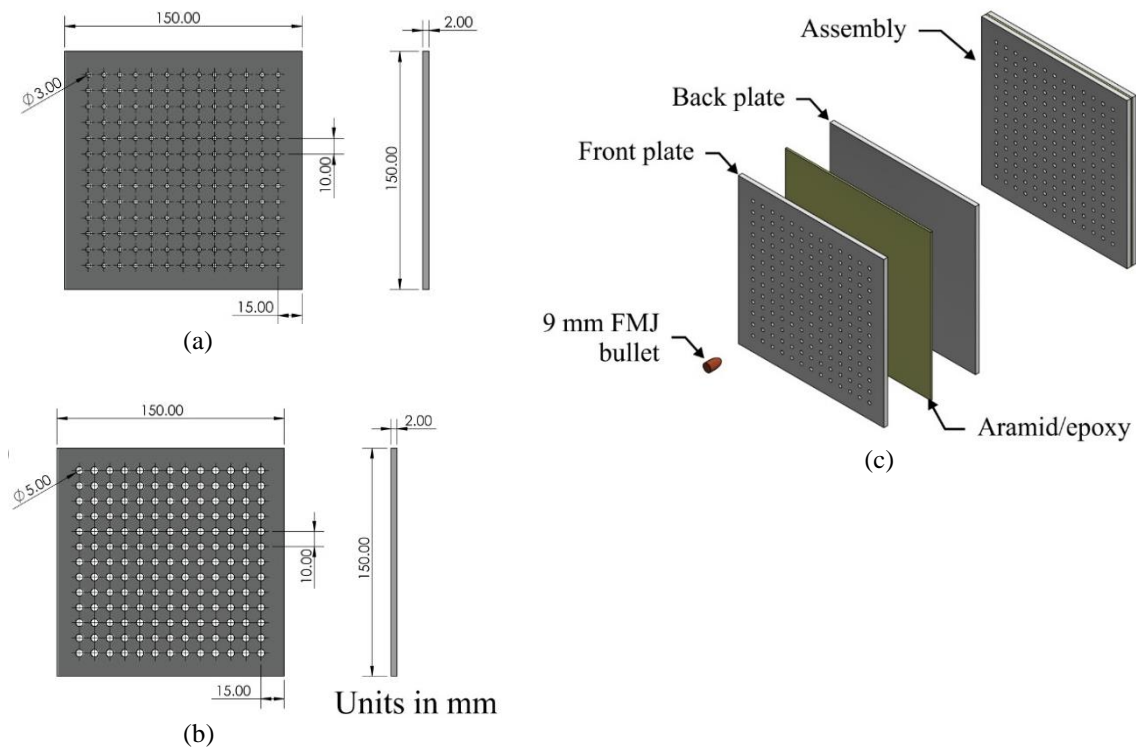 150.00
2.00
Ø3.00
10.00
150.00
15.00
(a)
150.00
2.00
Ø5.00
10.00
150.00
15.00
Units in mm
(b)
Assembly
Back plate
Front plate
9 mm FMJ
bullet
Aramid/epoxy
(c)